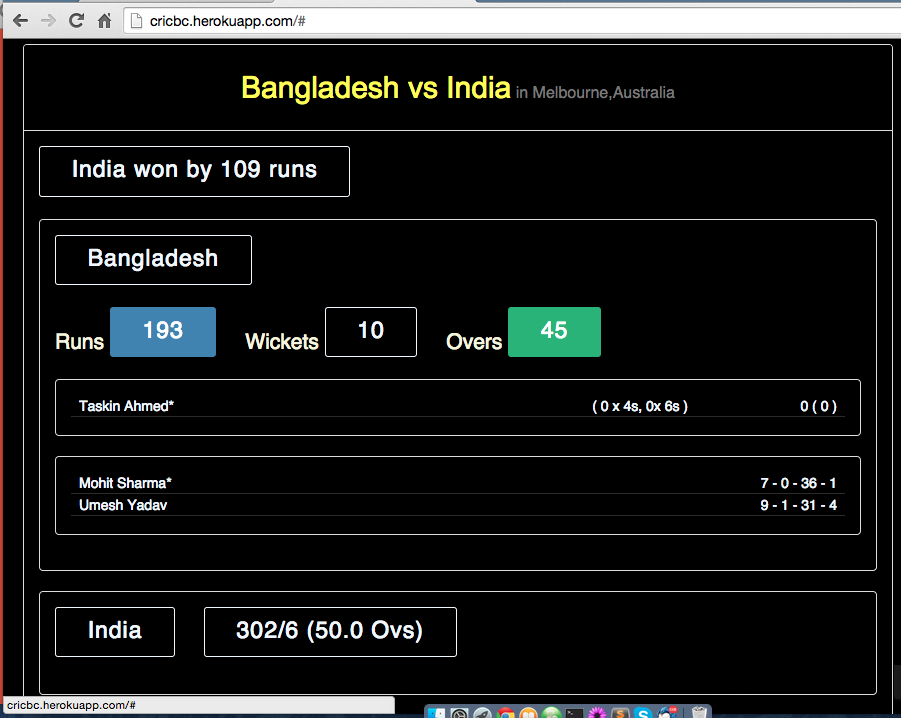 cricbc.herokuapp.com/#
Bangladesh vs India in Melbourne,Australia
India won by 109 runs
Bangladesh
Runs 193 Wickets 10 Overs 45
Taskin Ahmed* ( 0 x 4s, 0x 6s ) 0 ( 0 )
Mohit Sharma* 7 - 0 - 36 - 1
Umesh Yadav 9 - 1 - 31 - 4
India 302/6 (50.0 Ovs)
cricbc.herokuapp.com/#